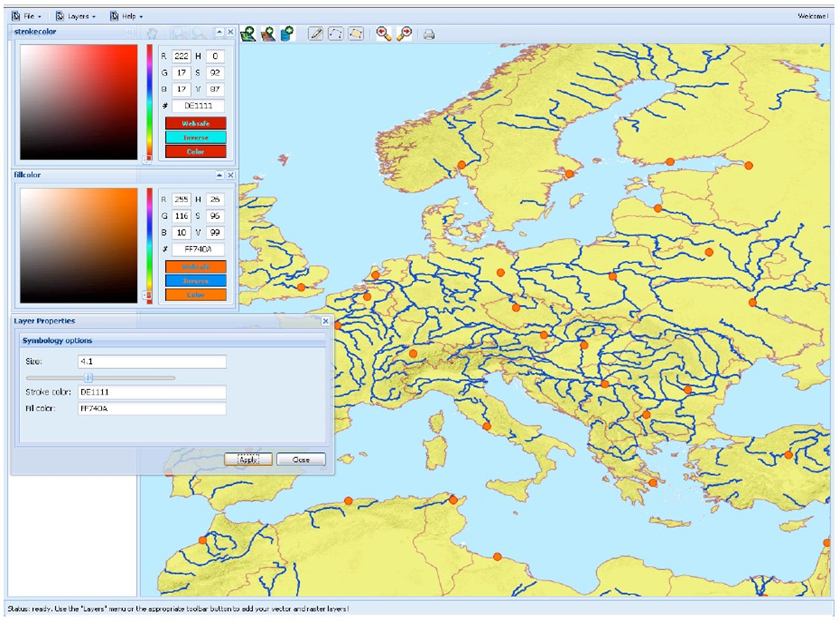 File Layers Help Welcome!
strokecolor
R 222 H 0
G 17 S 92
B 17 V 87
# DE1111
Websafe
Inverse
Color
fillcolor
R 255 H 26
G 116 S 96
B 10 V 99
# FF740A
Websafe
Inverse
Color
Layer Properties
Symbology options
Size: 4.1
Stroke color: DE1111
Fill color: FF740A
Apply Close
Status: ready. Use the "Layers" menu or the appropriate toolbar button to add your vector and raster layers!